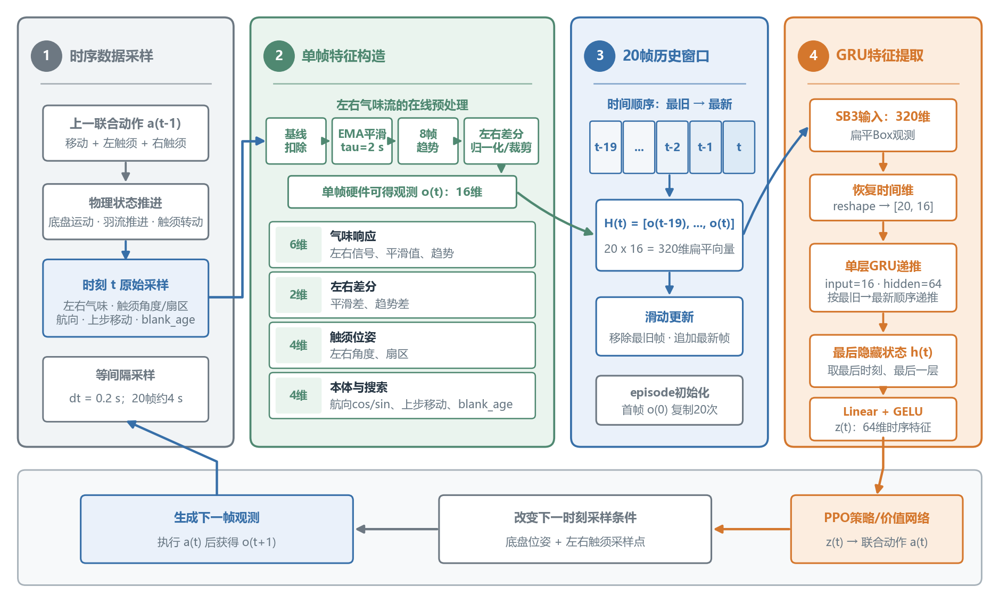 1 时序数据采样
上一联合动作 a(t-1)
移动 + 左触须 + 右触须
物理状态推进
底盘运动 · 羽流推进 · 触须转动
时刻 t 原始采样
左右气味 · 触须角度/扇区
航向 · 上步移动 · blank_age
等间隔采样
dt = 0.2 s；20帧约4 s
2 单帧特征构造
左右气味流的在线预处理
基线
扣除
EMA平滑
tau=2 s
8帧
趋势
左右差分
归一化/裁剪
单帧硬件可得观测 o(t)：16维
6维
气味响应
左右信号、平滑值、趋势
2维
左右差分
平滑差、趋势差
4维
触须位姿
左右角度、扇区
4维
本体与搜索
航向cos/sin、上步移动、blank_age
3 20帧历史窗口
时间顺序：最旧 → 最新
t-19 ... t-2 t-1 t
H(t) = [o(t-19), ..., o(t)]
20 x 16 = 320维扁平向量
滑动更新
移除最旧帧 · 追加最新帧
episode初始化
首帧 o(0) 复制20次
4 GRU特征提取
SB3输入：320维
扁平Box观测
恢复时间维
reshape → [20, 16]
单层GRU递推
input=16 · hidden=64
按最旧→最新顺序递推
最后隐藏状态 h(t)
取最后时刻、最后一层
Linear + GELU
z(t)：64维时序特征
生成下一帧观测
执行 a(t) 后获得 o(t+1)
改变下一时刻采样条件
底盘位姿 + 左右触须采样点
PPO策略/价值网络
z(t) → 联合动作 a(t)